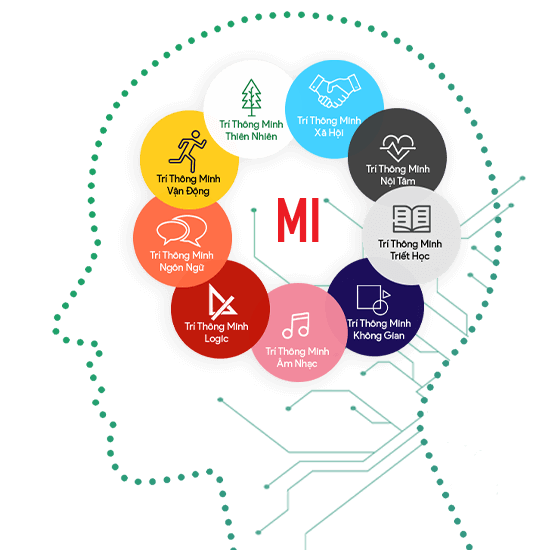 Trí Thông Minh
Thiên Nhiên
Trí Thông Minh
Xã Hội
Trí Thông Minh
Nội Tâm
Trí Thông Minh
Triết Học
Trí Thông Minh
Không Gian
Trí Thông Minh
Âm Nhạc
Trí Thông Minh
Logic
Trí Thông Minh
Ngôn Ngữ
Trí Thông Minh
Vận Động
MI